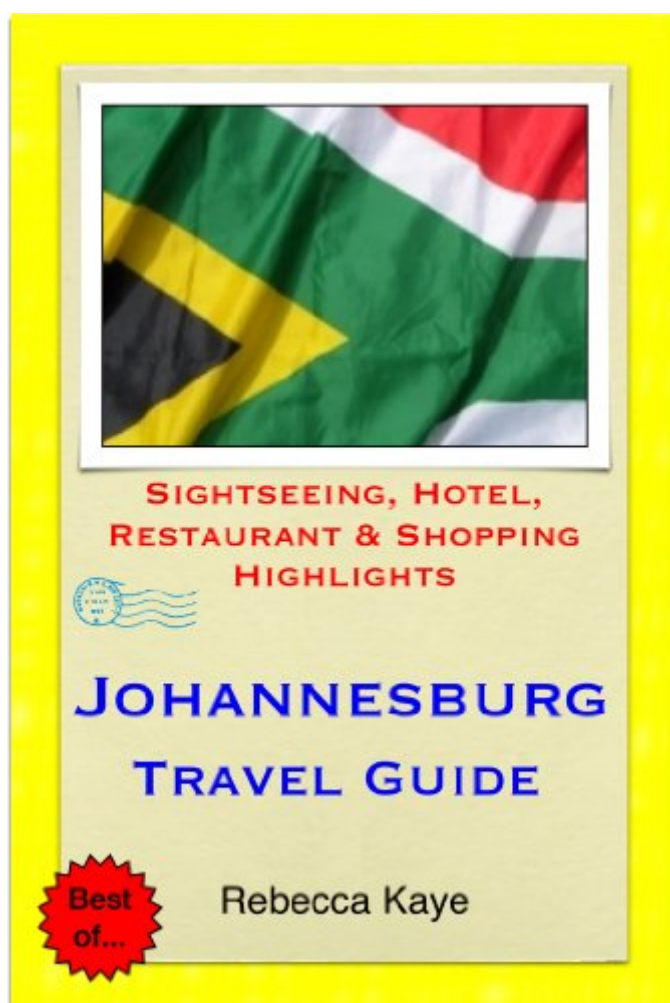 SIGHTSEEING, HOTEL,
RESTAURANT & SHOPPING
HIGHLIGHTS
JOHANNESBURG
TRAVEL GUIDE
Best
of...
Rebecca Kaye